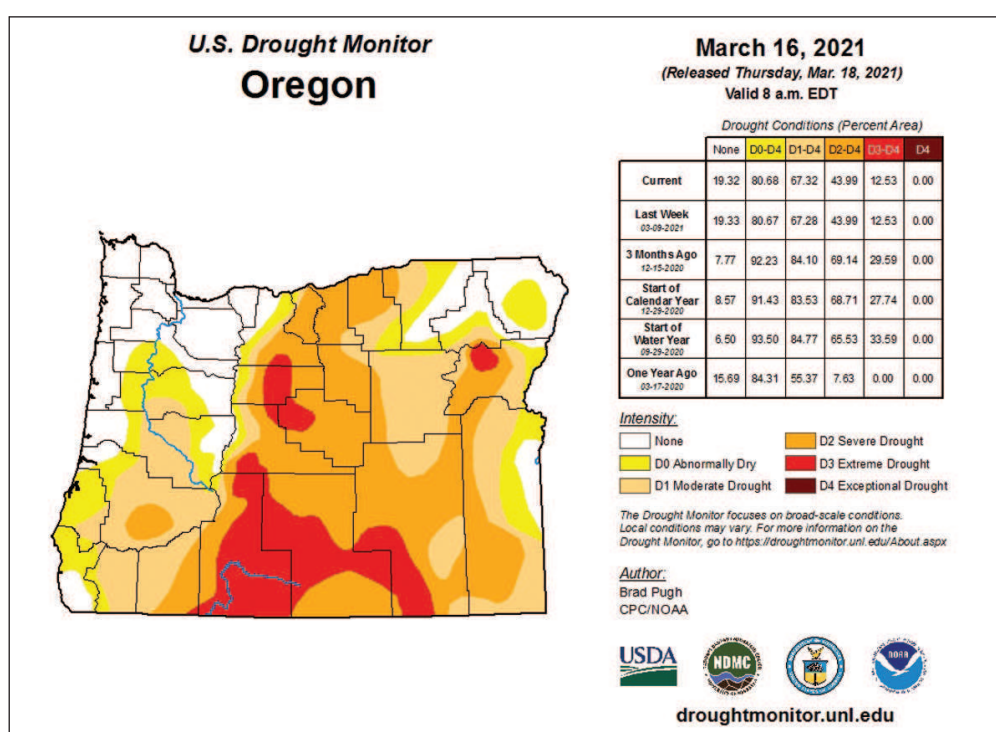 U.S. Drought Monitor
Oregon
March 16, 2021
(Released Thursday, Mar. 18, 2021)
Valid 8 a.m. EDT
Drought Conditions (Percent Area)
None D0-D4 D1-D4 D2-D4 D3-D4 D4
Current 19.32 80.68 67.32 43.99 12.53 0.00
Last Week
03-09-2021 19.33 80.67 67.28 43.99 12.53 0.00
3 Months Ago
12-15-2020 7.77 92.23 84.10 69.14 29.59 0.00
Start of
Calendar Year
12-29-2020 8.57 91.43 83.53 68.71 27.74 0.00
Start of
Water Year
09-29-2020 6.50 93.50 84.77 65.53 33.59 0.00
One Year Ago
03-17-2020 15.69 84.31 55.37 7.63 0.00 0.00
Intensity:
None
D0 Abnormally Dry
D1 Moderate Drought
D2 Severe Drought
D3 Extreme Drought
D4 Exceptional Drought
The Drought Monitor focuses on broad-scale conditions.
Local conditions may vary. For more information on the
Drought Monitor, go to https://droughtmonitor.unl.edu/About.aspx
Author:
Brad Pugh
CPC/NOAA
USDA
NDMC
NOAA
droughtmonitor.unl.edu